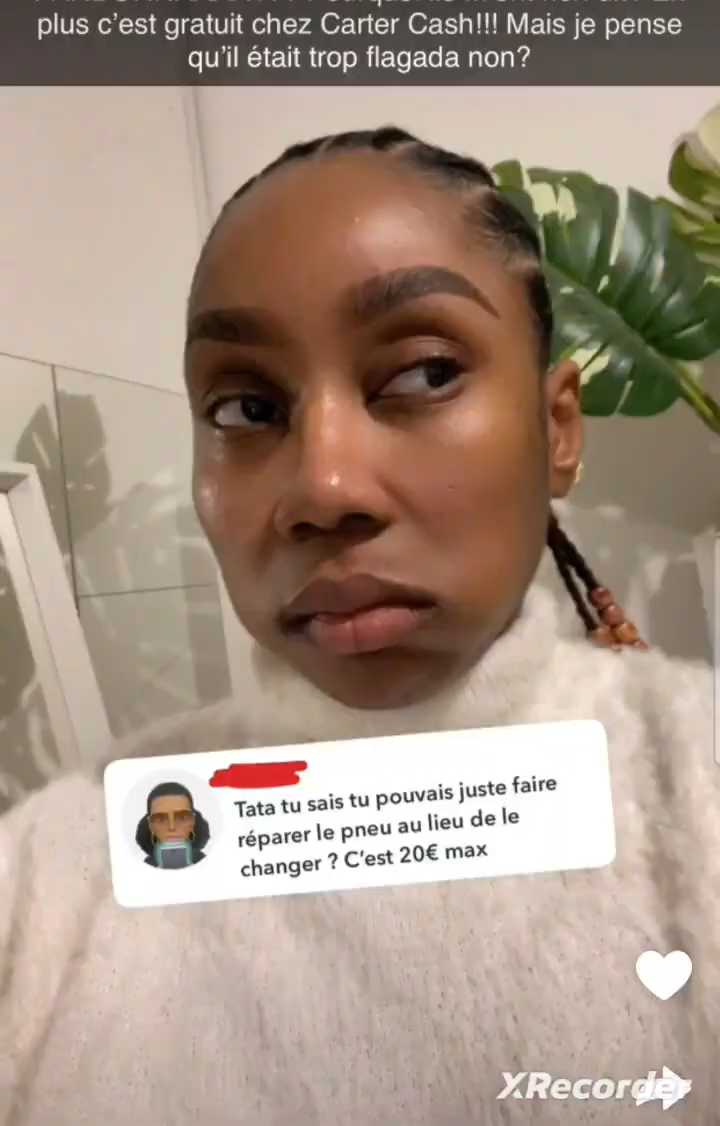 plus c'est gratuit chez Carter Cash!!! Mais je pense
qu'il était trop flagada non?
Tata tu sais tu pouvais juste faire
réparer le pneu au lieu de le
changer ? C'est 20€ max
XRecorder